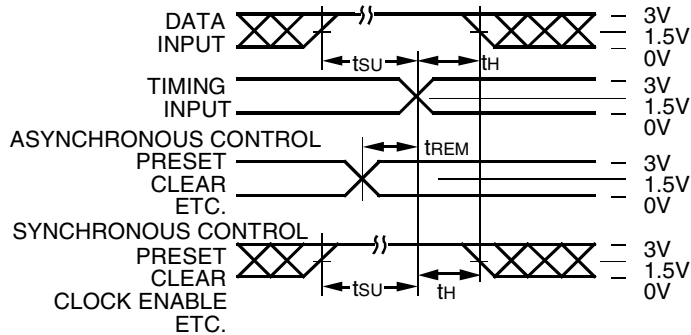 DATA INPUT
3V
1.5V
0V
tSU
tH
TIMING INPUT
3V
1.5V
0V
ASYNCHRONOUS CONTROL
PRESET
CLEAR
ETC.
tREM
3V
1.5V
0V
SYNCHRONOUS CONTROL
PRESET
CLEAR
CLOCK ENABLE
ETC.
tSU
tH
3V
1.5V
0V